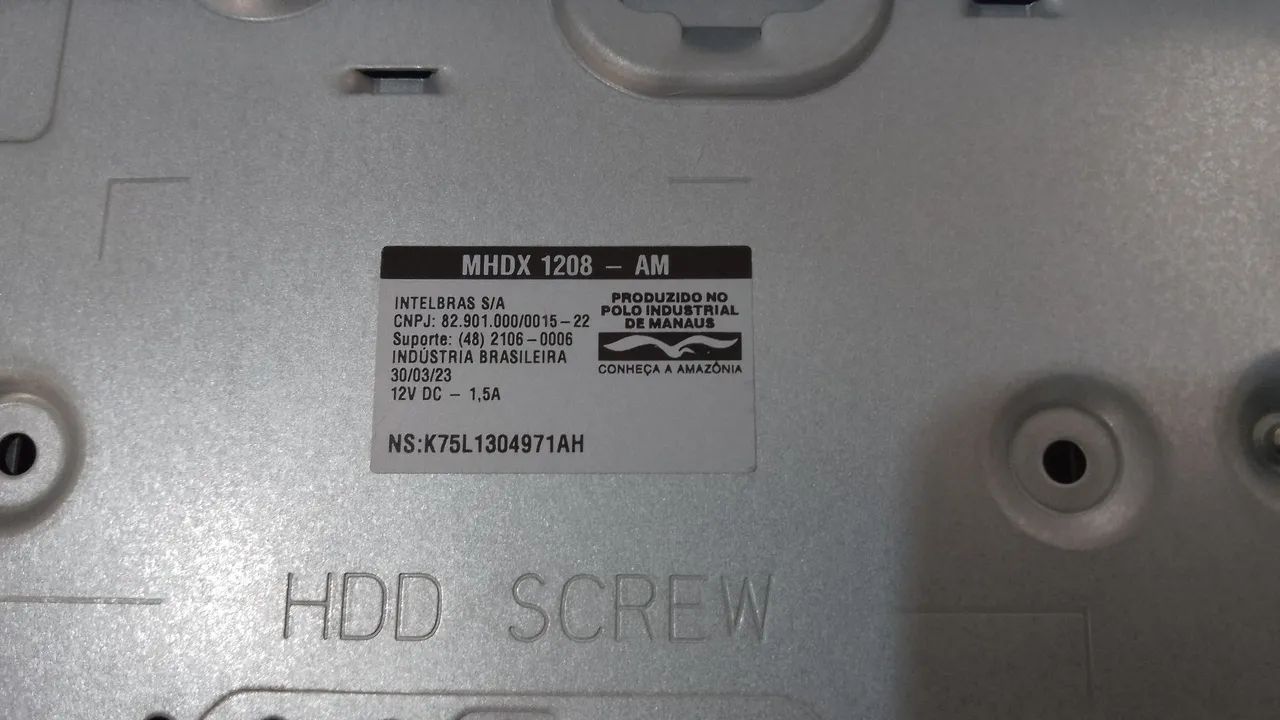 MHDX 1208 – AM
INTELBRAS S/A
CNPJ: 82.901.000/0015–22
Suporte: (48) 2106–0006
INDÚSTRIA BRASILEIRA
30/03/23
12V DC – 1,5A
PRODUZIDO NO
POLO INDUSTRIAL
DE MANAUS
CONHEÇA A AMAZÔNIA
NS:K75L1304971AH
HDD SCREW